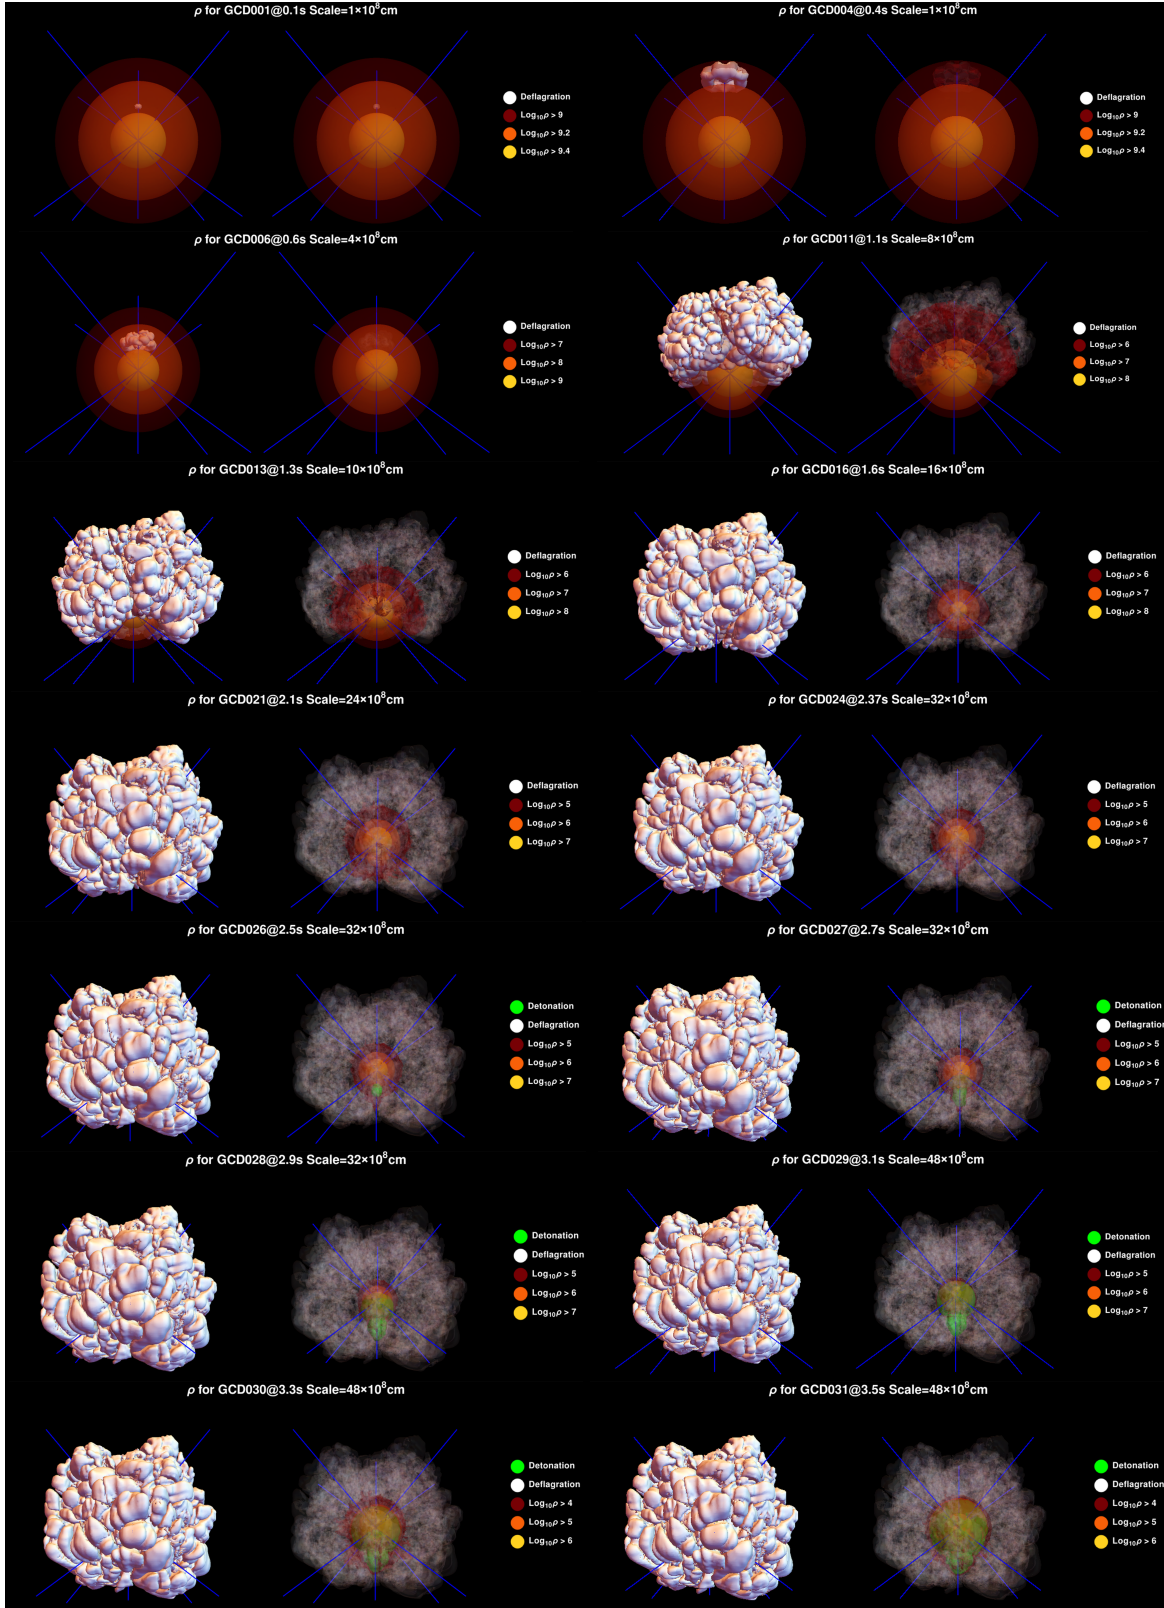 ρ for GCD001@0.1s Scale=1×10⁸cm
Deflagration
Log₁₀ρ > 9
Log₁₀ρ > 9.2
Log₁₀ρ > 9.4
ρ for GCD004@0.4s Scale=1×10⁸cm
Deflagration
Log₁₀ρ > 9
Log₁₀ρ > 9.2
Log₁₀ρ > 9.4
ρ for GCD006@0.6s Scale=4×10⁸cm
Deflagration
Log₁₀ρ > 7
Log₁₀ρ > 8
Log₁₀ρ > 9
ρ for GCD011@1.1s Scale=8×10⁸cm
Deflagration
Log₁₀ρ > 6
Log₁₀ρ > 7
Log₁₀ρ > 8
ρ for GCD013@1.3s Scale=10×10⁸cm
Deflagration
Log₁₀ρ > 6
Log₁₀ρ > 7
Log₁₀ρ > 8
ρ for GCD016@1.6s Scale=16×10⁸cm
Deflagration
Log₁₀ρ > 6
Log₁₀ρ > 7
Log₁₀ρ > 8
ρ for GCD021@2.1s Scale=24×10⁸cm
Deflagration
Log₁₀ρ > 5
Log₁₀ρ > 6
Log₁₀ρ > 7
ρ for GCD024@2.37s Scale=32×10⁸cm
Deflagration
Log₁₀ρ > 5
Log₁₀ρ > 6
Log₁₀ρ > 7
ρ for GCD026@2.5s Scale=32×10⁸cm
Detonation
Deflagration
Log₁₀ρ > 5
Log₁₀ρ > 6
Log₁₀ρ > 7
ρ for GCD027@2.7s Scale=32×10⁸cm
Detonation
Deflagration
Log₁₀ρ > 5
Log₁₀ρ > 6
Log₁₀ρ > 7
ρ for GCD028@2.9s Scale=32×10⁸cm
Detonation
Deflagration
Log₁₀ρ > 5
Log₁₀ρ > 6
Log₁₀ρ > 7
ρ for GCD029@3.1s Scale=48×10⁸cm
Detonation
Deflagration
Log₁₀ρ > 5
Log₁₀ρ > 6
Log₁₀ρ > 7
ρ for GCD030@3.3s Scale=48×10⁸cm
Detonation
Deflagration
Log₁₀ρ > 4
Log₁₀ρ > 5
Log₁₀ρ > 6
ρ for GCD031@3.5s Scale=48×10⁸cm
Detonation
Deflagration
Log₁₀ρ > 4
Log₁₀ρ > 5
Log₁₀ρ > 6